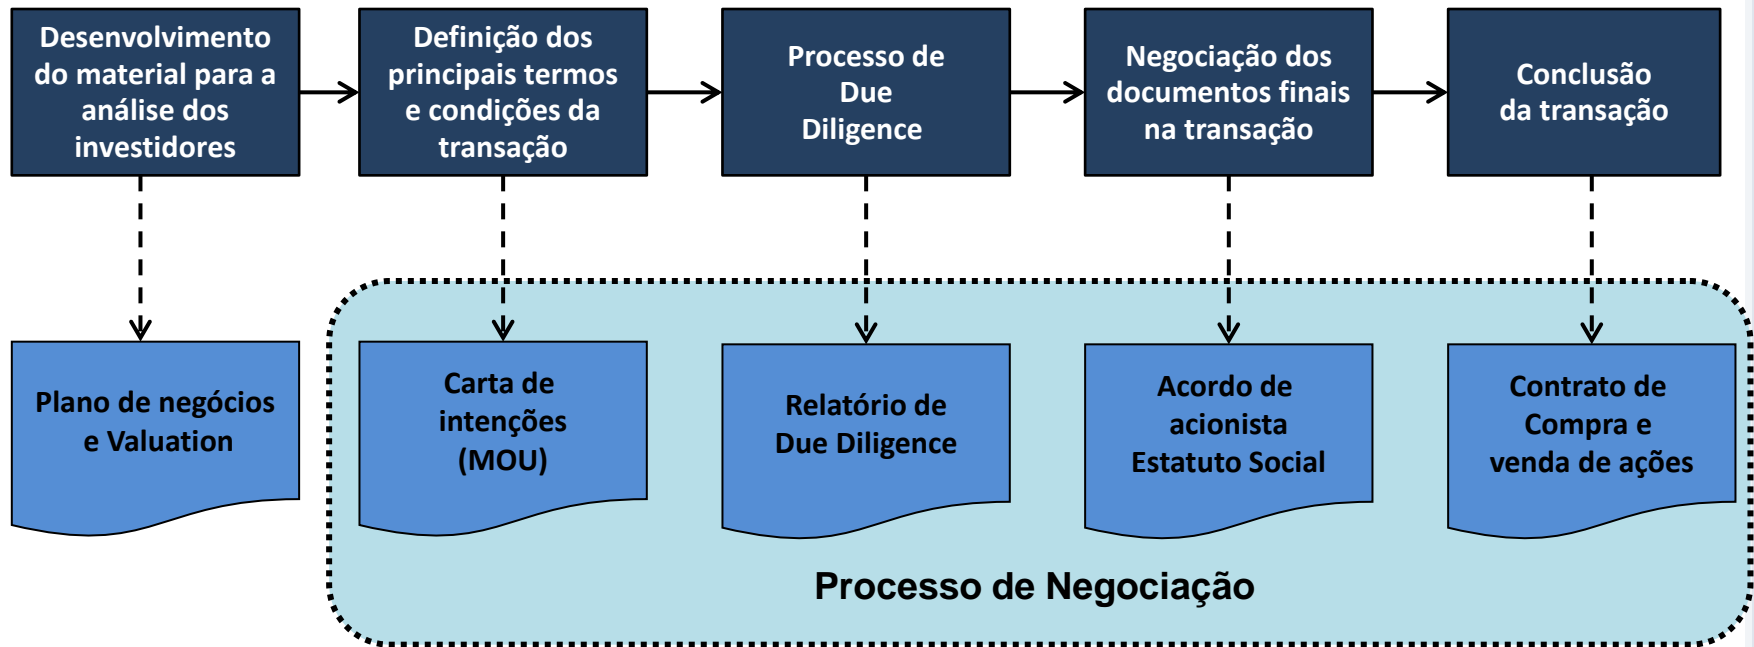 Desenvolvimento
do material para a
análise dos
investidores
Definição dos
principais termos
e condições da
transação
Processo de
Due
Diligence
Negociação dos
documentos finais
na transação
Conclusão
da transação
Plano de negócios
e Valuation
Carta de
intenções
(MOU)
Relatório de
Due Diligence
Acordo de
acionista
Estatuto Social
Contrato de
Compra e
venda de ações
Processo de Negociação